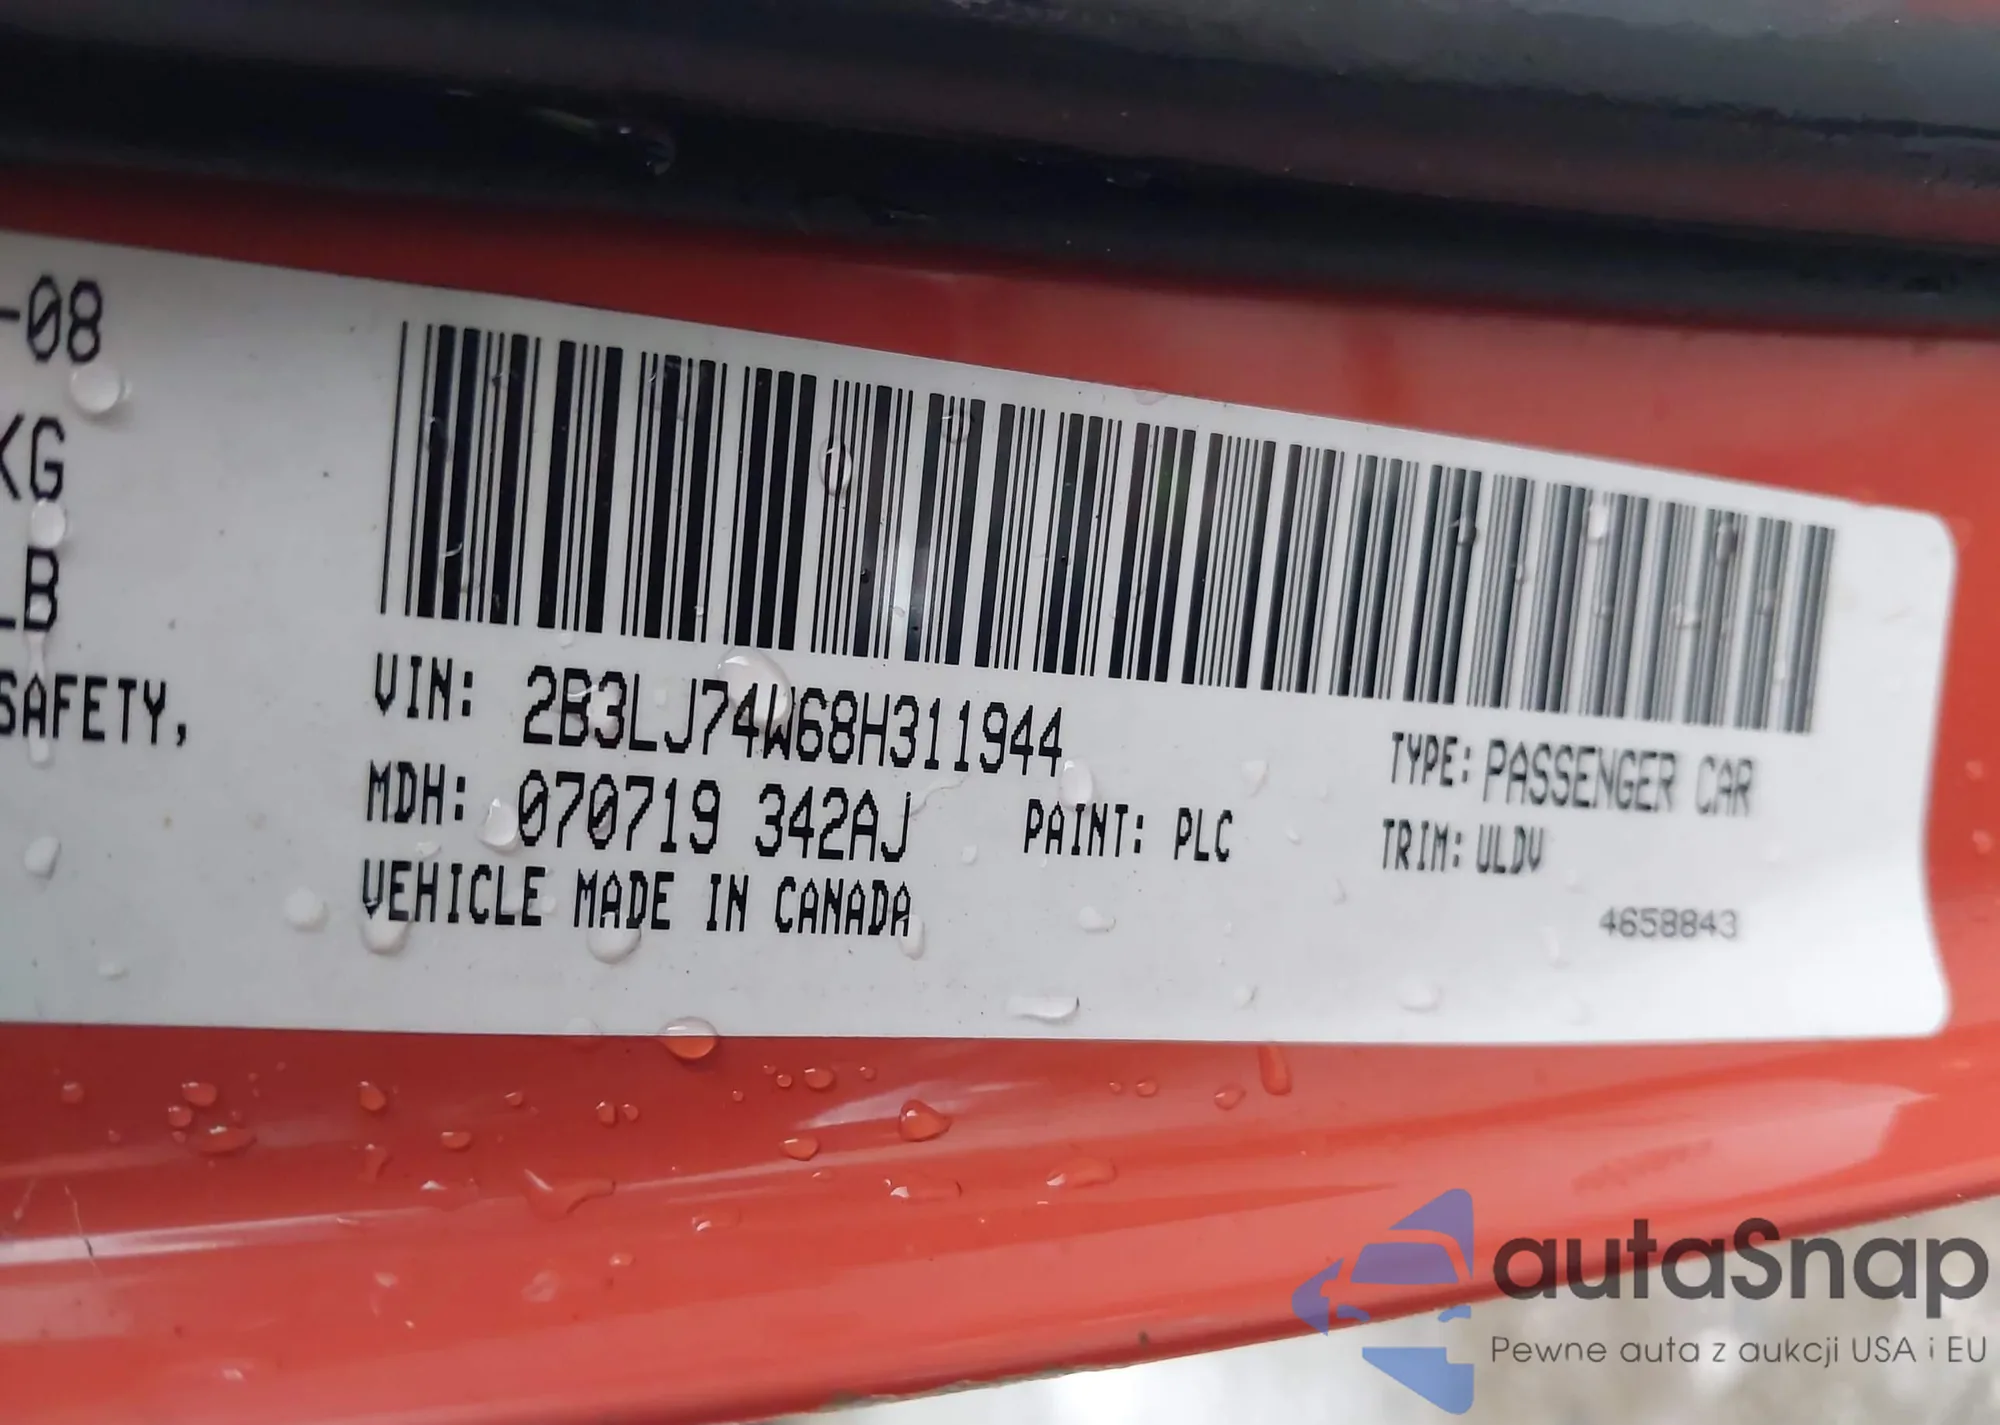 -08
KG
LB
SAFETY,
VIN: 2B3LJ74W68H311944
TYPE: PASSENGER CAR
MDH: 070719 342AJ
PAINT: PLC
TRIM: ULDV
VEHICLE MADE IN CANADA
4658843
autaSnap
Pewne auta z aukcji USA i EU